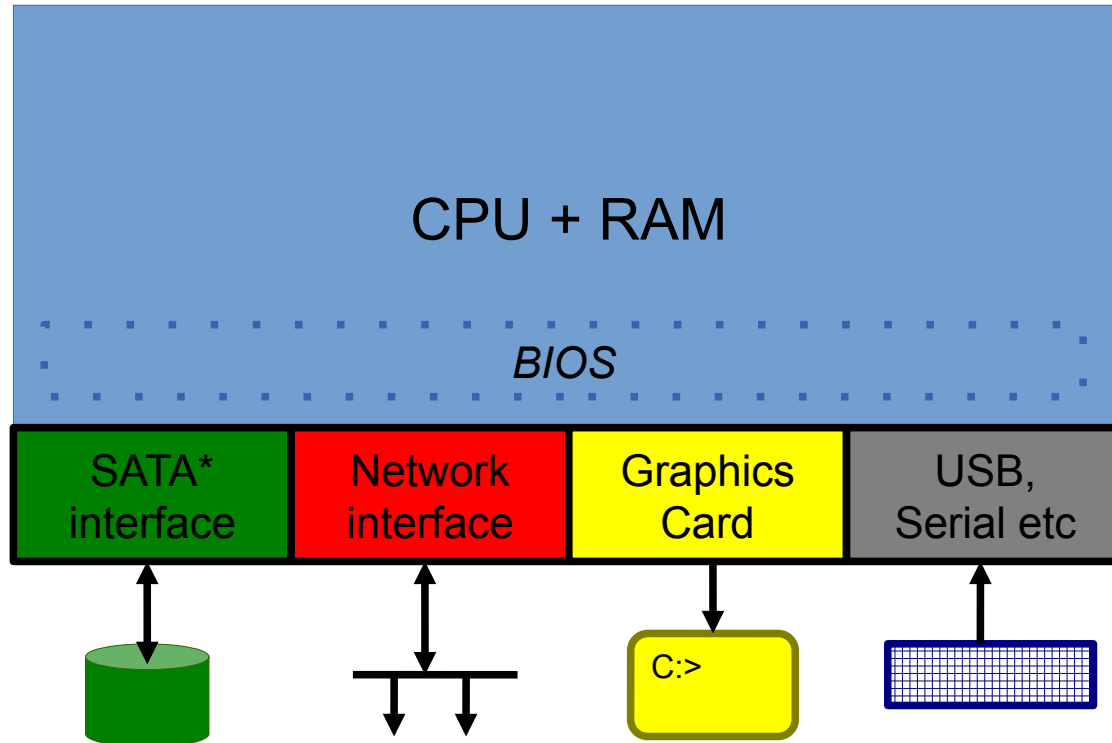 CPU + RAM
BIOS
SATA*
interface
Network
interface
Graphics
Card
USB,
Serial etc
C:>